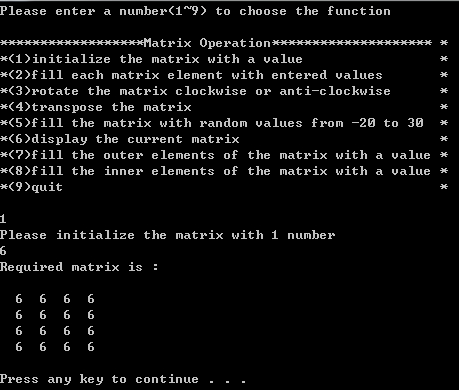 Please enter a number(1~9) to choose the function
*****************Matrix Operation******************* *
*(1)initialize the matrix with a value *
*(2)fill each matrix element with entered values *
*(3)rotate the matrix clockwise or anti-clockwise *
*(4)transpose the matrix *
*(5)fill the matrix with random values from -20 to 30 *
*(6)display the current matrix *
*(7)fill the outer elements of the matrix with a value *
*(8)fill the inner elements of the matrix with a value *
*(9)quit *
1
Please initialize the matrix with 1 number
6
Required matrix is :
6 6 6 6
6 6 6 6
6 6 6 6
6 6 6 6
Press any key to continue . . .